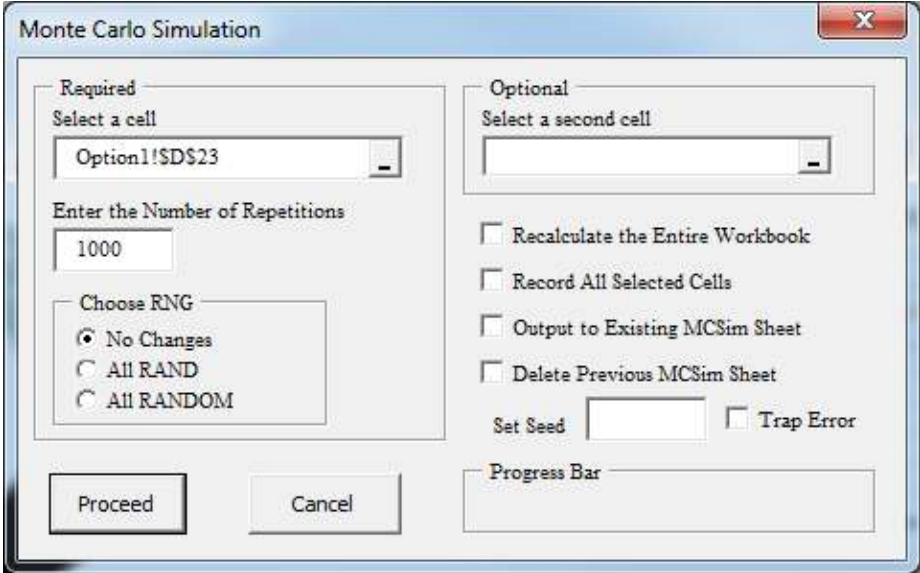 Monte Carlo Simulation
Required
Select a cell
Option1!$D$23
Enter the Number of Repetitions
1000
Choose RNG
No Changes
All RAND
All RANDOM
Optional
Select a second cell
Recalculate the Entire Workbook
Record All Selected Cells
Output to Existing MCSim Sheet
Delete Previous MCSim Sheet
Set Seed
Trap Error
Proceed
Cancel
Progress Bar